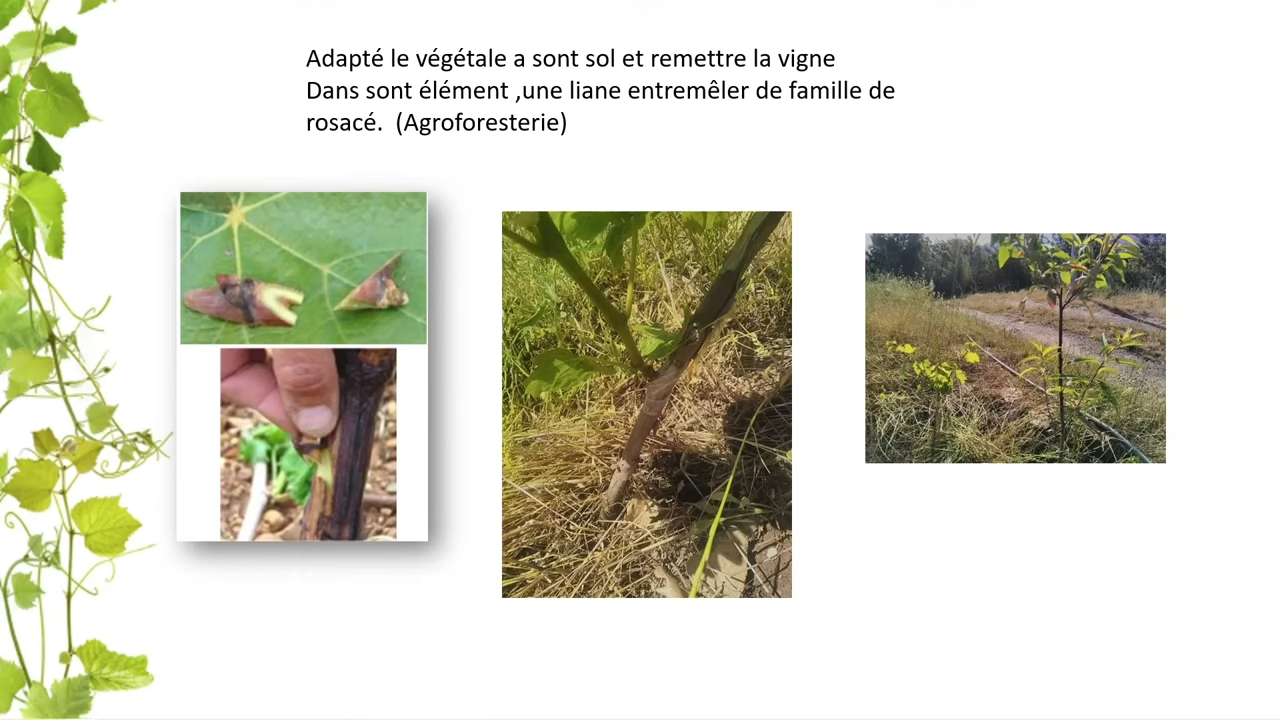 Adapté le végétale a sont sol et remettre la vigne
Dans sont élément ,une liane entremêler de famille de
rosacé.  (Agroforesterie)